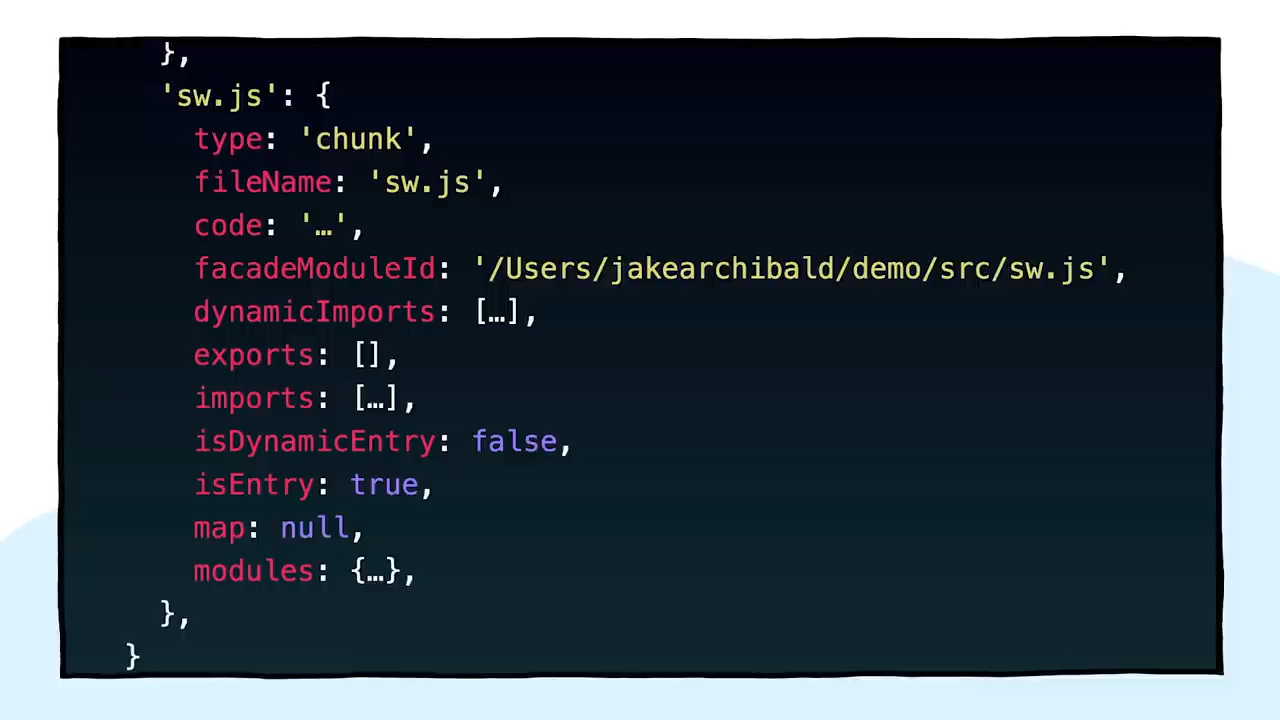 },
'sw.js': {
type: 'chunk',
fileName: 'sw.js',
code: '…',
facadeModuleId: '/Users/jakearchibald/demo/src/sw.js',
dynamicImports: […],
exports: [],
imports: […],
isDynamicEntry: false,
isEntry: true,
map: null,
modules: {…},
},
}